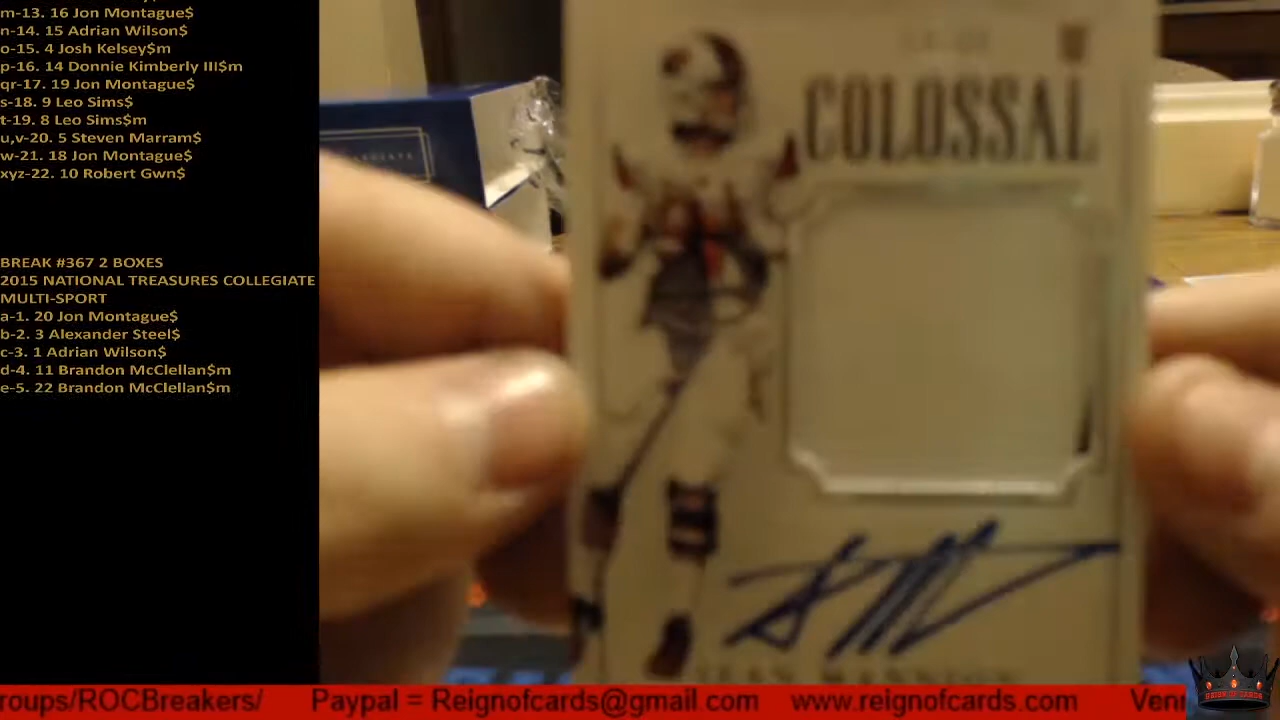 m-13. 16 Jon Montague$
n-14. 15 Adrian Wilson$
o-15. 4 Josh Kelsey$m
p-16. 14 Donnie Kimberly III$m
qr-17. 19 Jon Montague$
s-18. 9 Leo Sims$
t-19. 8 Leo Sims$m
u,v-20. 5 Steven Marram$
w-21. 18 Jon Montague$
xyz-22. 10 Robert Gwn$
BREAK #367 2 BOXES
2015 NATIONAL TREASURES COLLEGIATE
MULTI-SPORT
a-1. 20 Jon Montague$
b-2. 3 Alexander Steel$
c-3. 1 Adrian Wilson$
d-4. 11 Brandon McClellan$m
e-5. 22 Brandon McClellan$m
COLOSSAL
roups/ROCBreakers/ Paypal = Reignofcards@gmail.com www.reignofcards.com Venn
REIGN OF CARDS